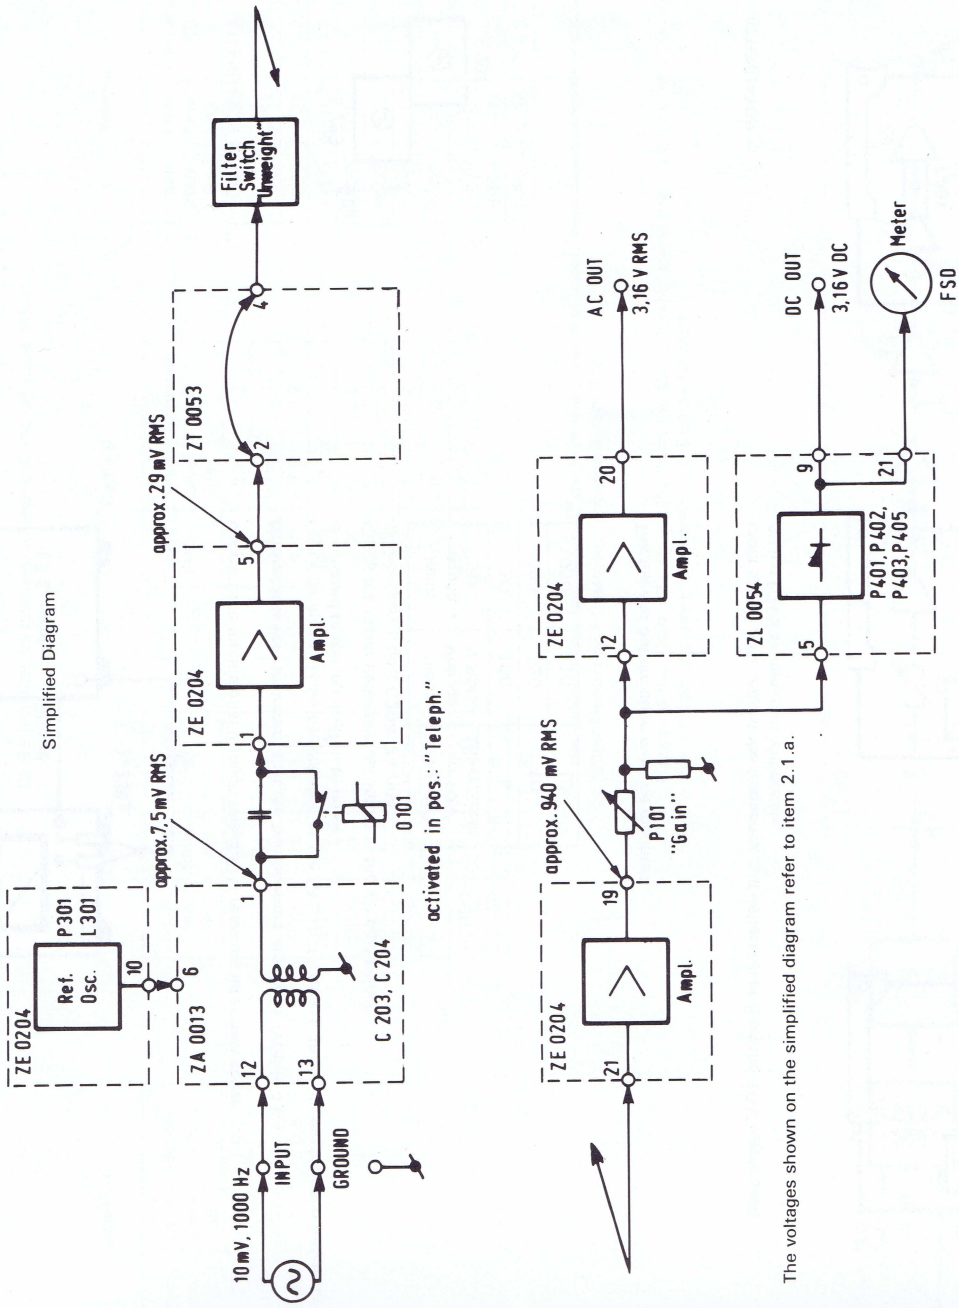 Simplified Diagram
ZE 0204
Ref.
Osc.
P301
L301
10
6
ZA 0013
10 mV, 1000 Hz
INPUT
GROUND
12
13
C 203, C 204
1
approx.7,5mV RMS
0101
activated in pos.: "Teleph."
1
ZE 0204
Ampl.
5
approx.29mV RMS
2
ZT 0053
4
Filter
Switch
"Unweight"
21
ZE 0204
Ampl.
19
approx.940 mV RMS
P101
"Gain"
12
ZE 0204
Ampl.
20
AC OUT
3,16 V RMS
5
ZL 0054
P401, P402,
P403, P405
9
21
DC OUT
3,16 V DC
Meter
FSD
The voltages shown on the simplified diagram refer to item 2.1.a.